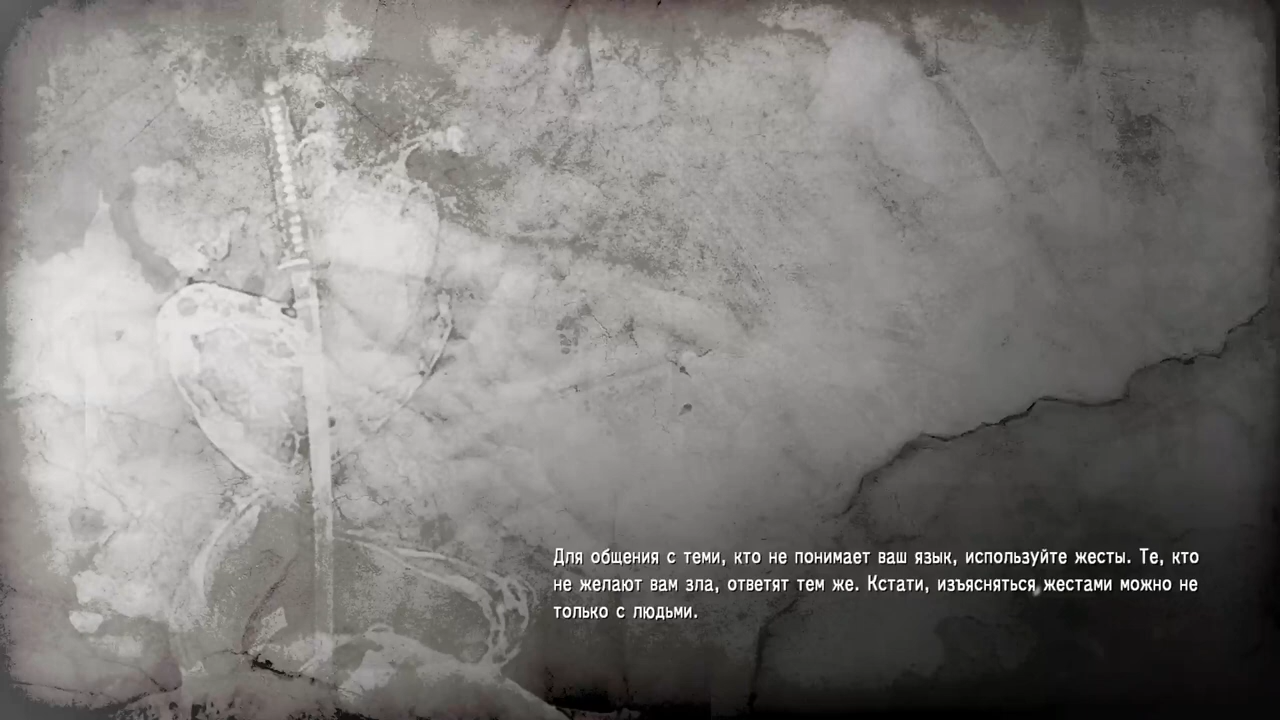 Для общения с теми, кто не понимает ваш язык, используйте жесты. Те, кто
не желают вам зла, ответят тем же. Кстати, изъясняться жестами можно не
только с людьми.